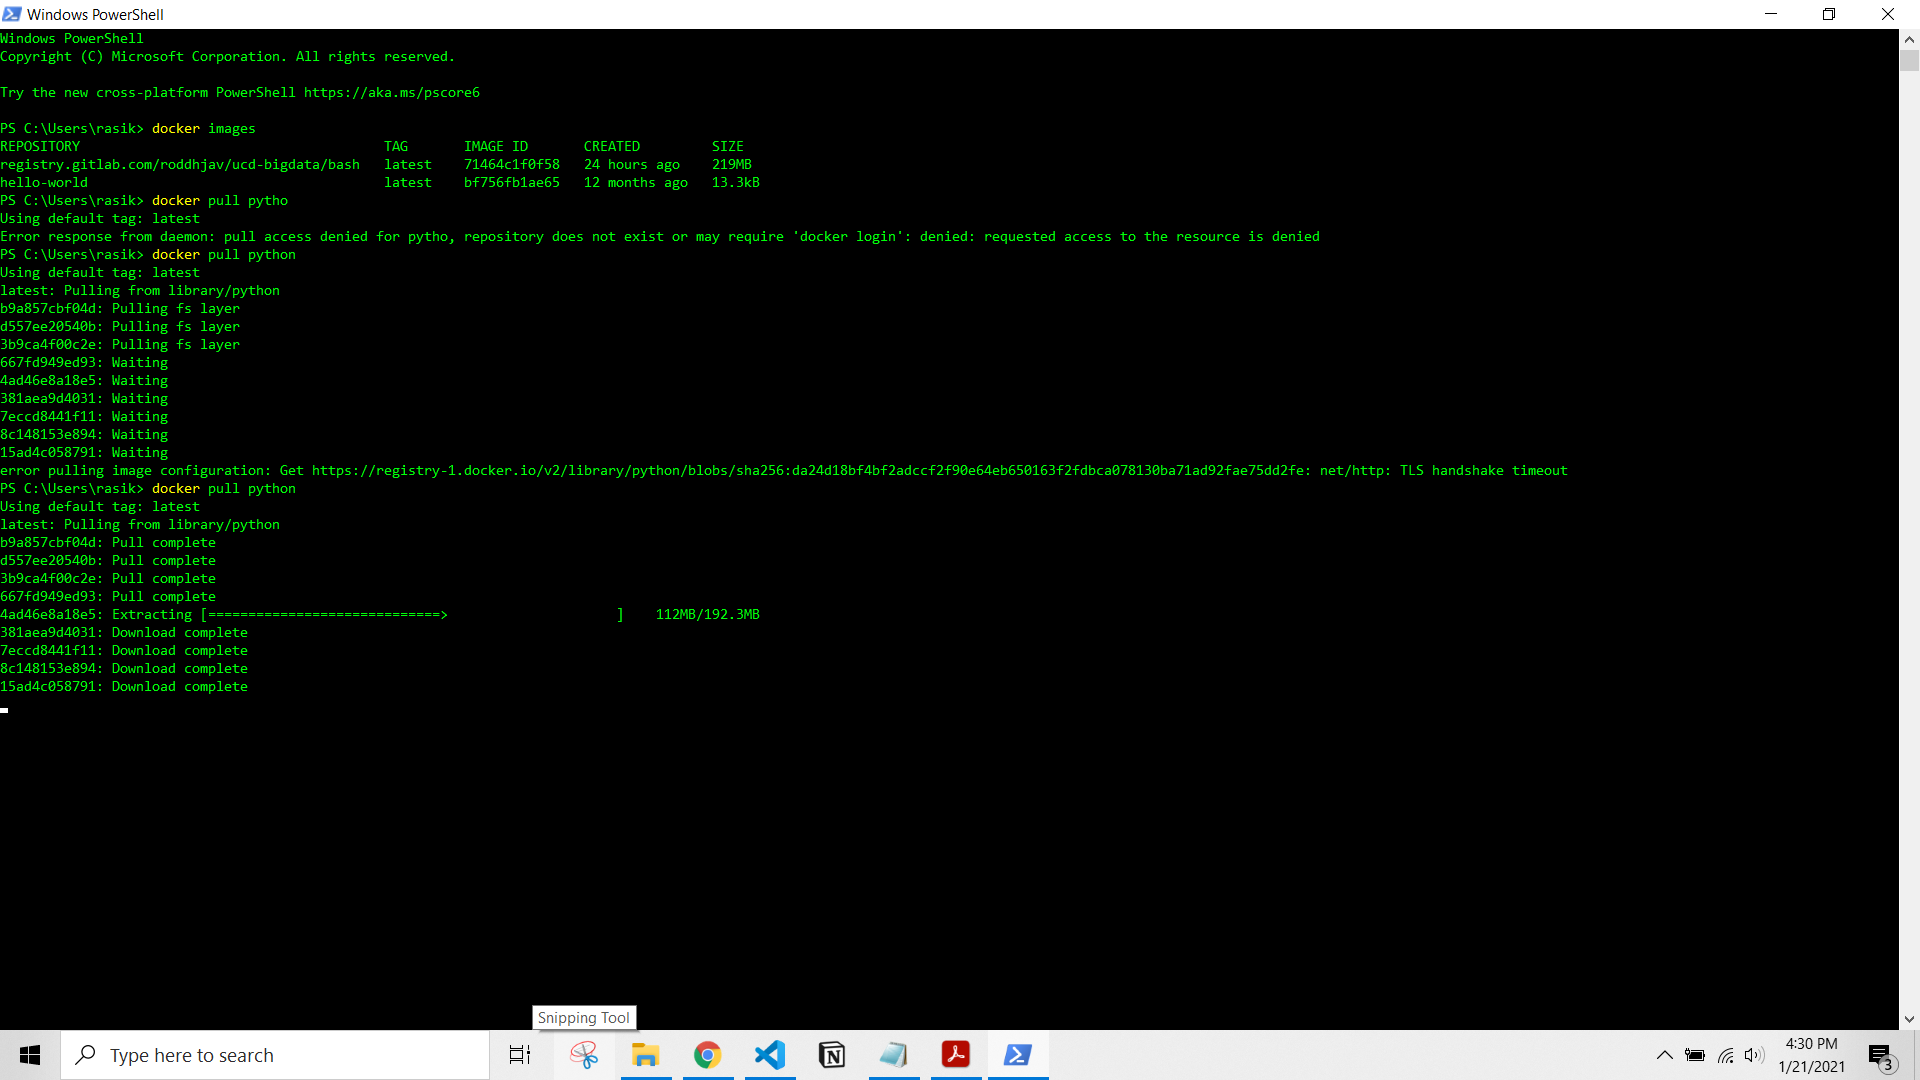 Windows PowerShell
Windows PowerShell
Copyright (C) Microsoft Corporation. All rights reserved.
Try the new cross-platform PowerShell https://aka.ms/pscore6
PS C:\Users\rasik> docker images
REPOSITORY TAG IMAGE ID CREATED SIZE
registry.gitlab.com/roddhjav/ucd-bigdata/bash latest 71464c1f0f58 24 hours ago 219MB
hello-world latest bf756fb1ae65 12 months ago 13.3kB
PS C:\Users\rasik> docker pull pytho
Using default tag: latest
Error response from daemon: pull access denied for pytho, repository does not exist or may require 'docker login': denied: requested access to the resource is denied
PS C:\Users\rasik> docker pull python
Using default tag: latest
latest: Pulling from library/python
b9a857cbf04d: Pulling fs layer
d557ee20540b: Pulling fs layer
3b9ca4f00c2e: Pulling fs layer
667fd949ed93: Waiting
4ad46e8a18e5: Waiting
381aea9d4031: Waiting
7eccd8441f11: Waiting
8c148153e894: Waiting
15ad4c058791: Waiting
error pulling image configuration: Get https://registry-1.docker.io/v2/library/python/blobs/sha256:da24d18bf4bf2adccf2f90e64eb650163f2fdbca078130ba71ad92fae75dd2fe: net/http: TLS handshake timeout
PS C:\Users\rasik> docker pull python
Using default tag: latest
latest: Pulling from library/python
b9a857cbf04d: Pull complete
d557ee20540b: Pull complete
3b9ca4f00c2e: Pull complete
667fd949ed93: Pull complete
4ad46e8a18e5: Extracting [=============================>                     ] 112MB/192.3MB
381aea9d4031: Download complete
7eccd8441f11: Download complete
8c148153e894: Download complete
15ad4c058791: Download complete
Snipping Tool
Type here to search
4:30 PM
1/21/2021
3